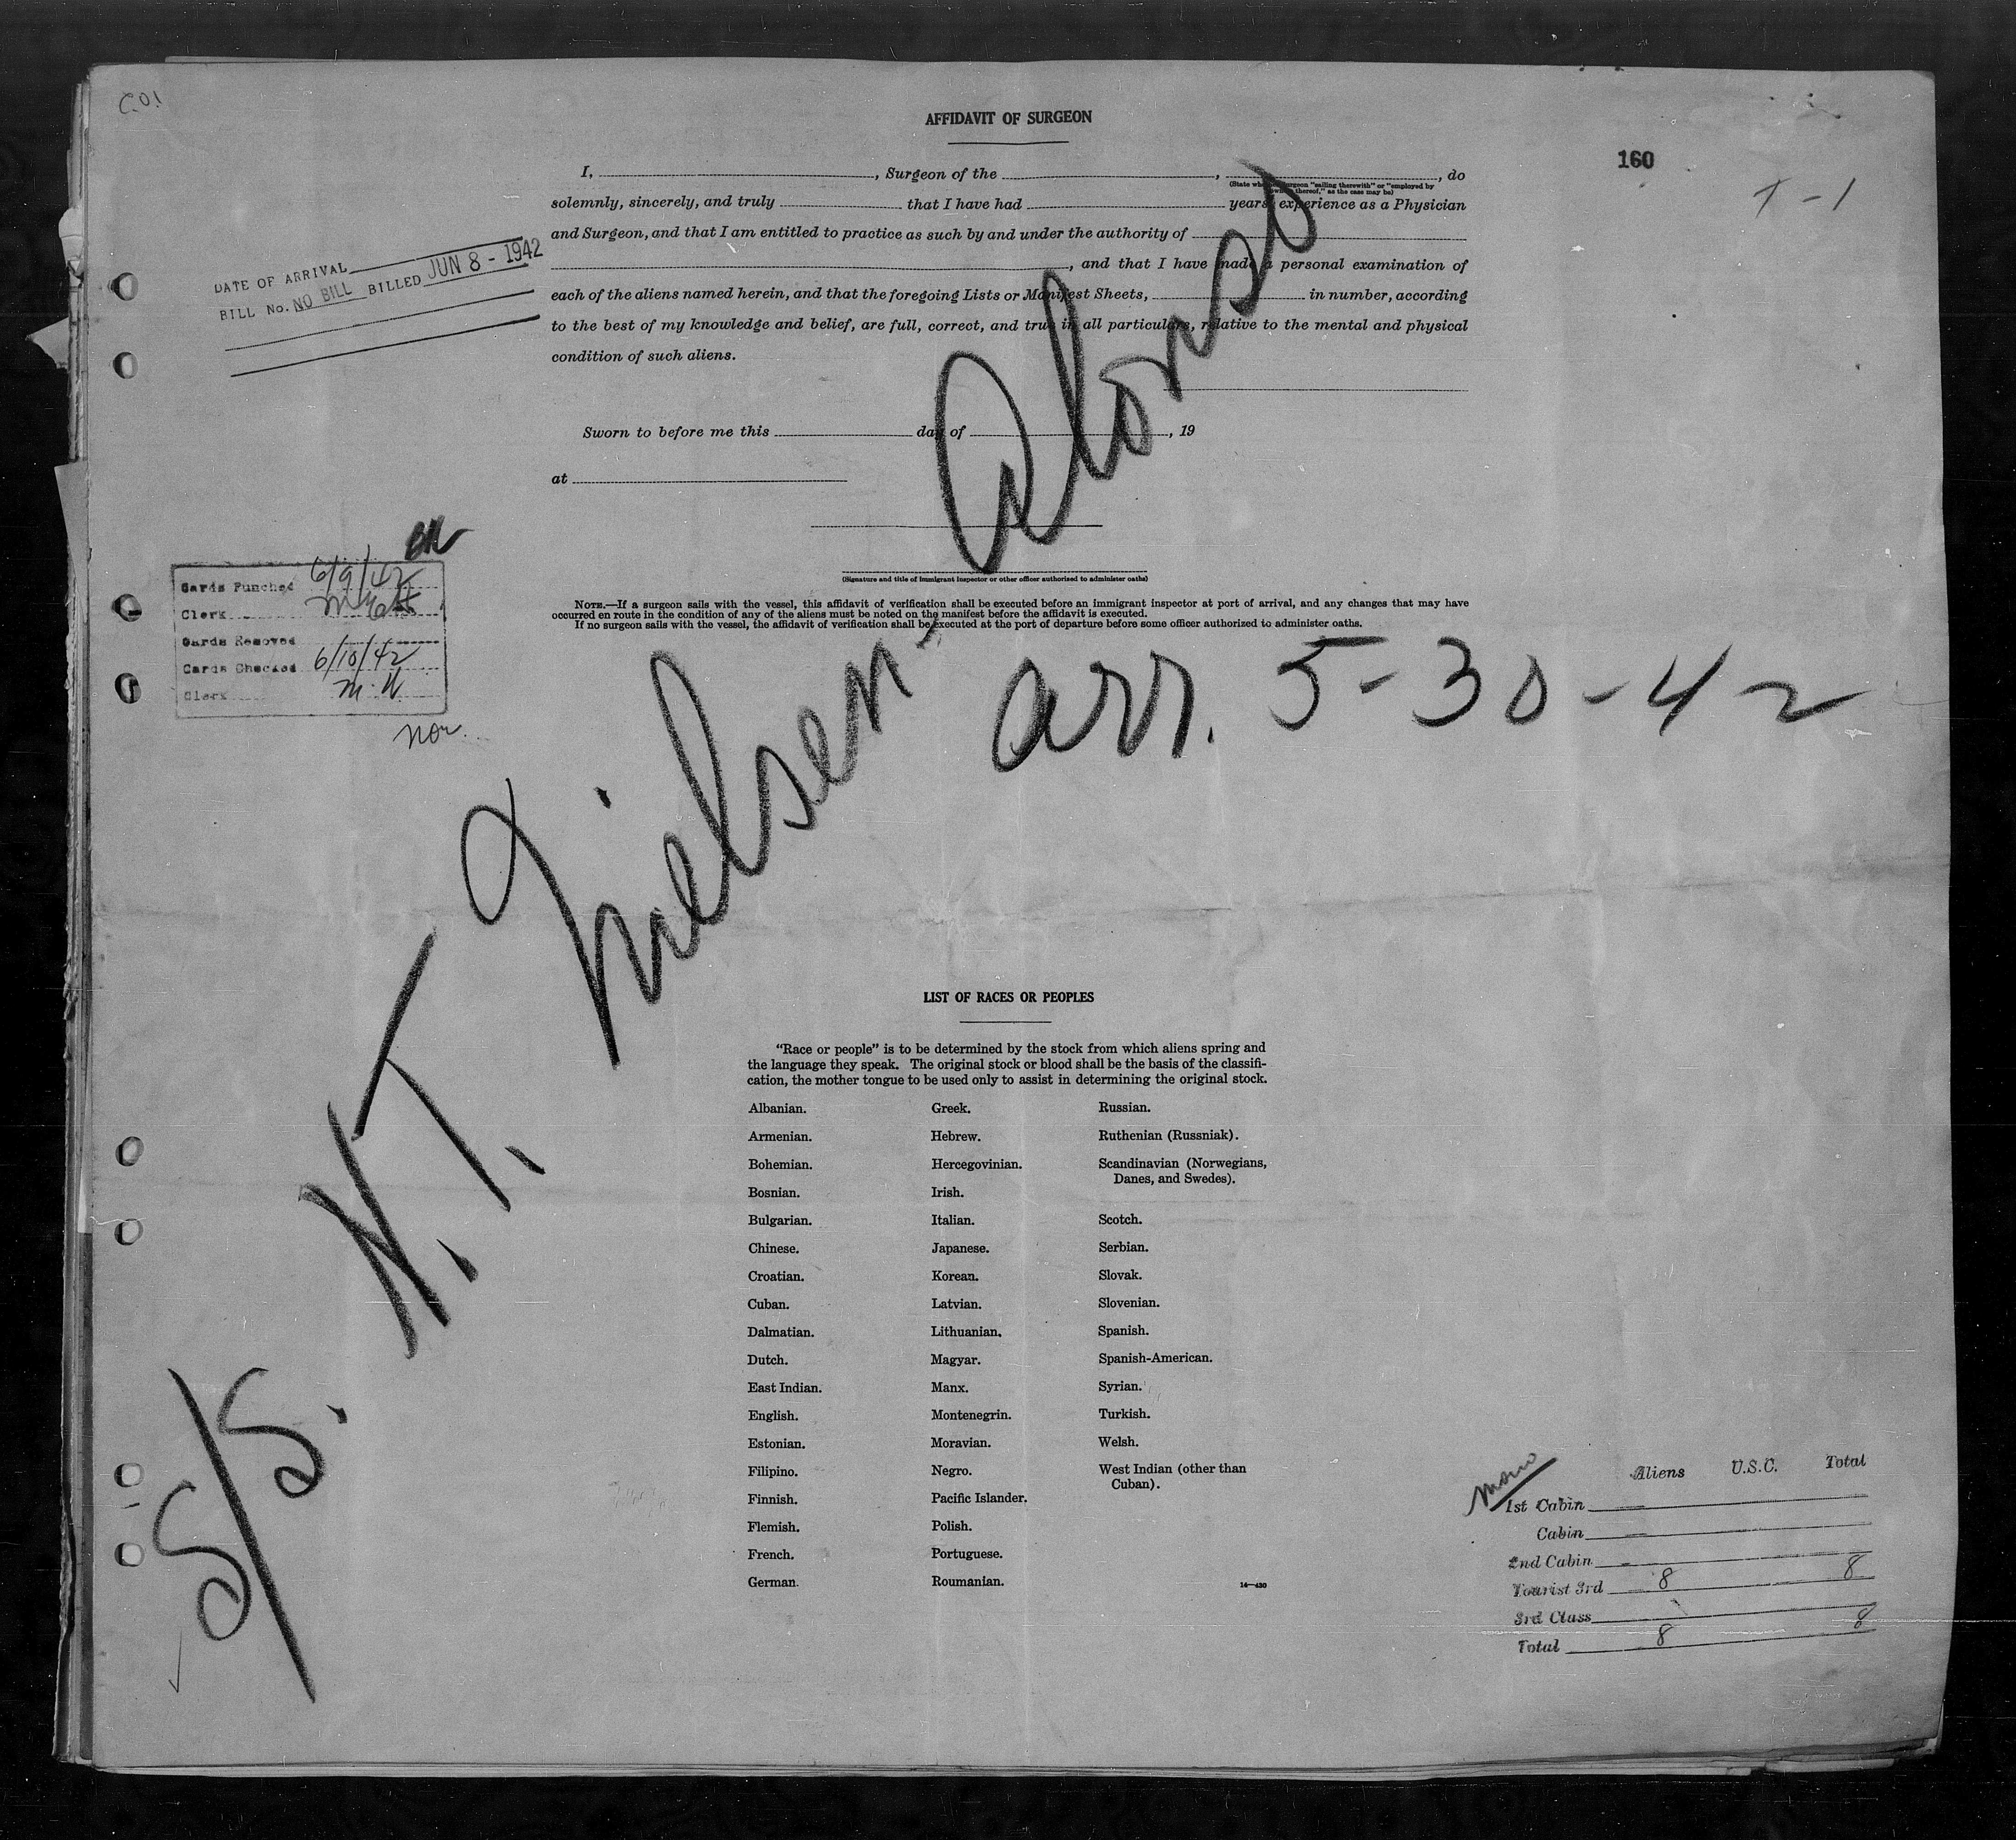 C.O!
AFFIDAVIT OF SURGEON
160
T-1
I, , Surgeon of the , , do
(State whether surgeon "sailing therewith" or "employed by
owners thereof," as the case may be)
solemnly, sincerely, and truly that I have had years' experience as a Physician
and Surgeon, and that I am entitled to practice as such by and under the authority of
, and that I have made a personal examination of
each of the aliens named herein, and that the foregoing Lists or Manifest Sheets, in number, according
to the best of my knowledge and belief, are full, correct, and true in all particulars, relative to the mental and physical
condition of such aliens.
DATE OF ARRIVAL
BILL No. NO BILL BILLED JUN 8 - 1942
Sworn to before me this day of , 19
at
(Signature and title of immigrant inspector or other officer authorized to administer oaths)
NOTE.—If a surgeon sails with the vessel, this affidavit of verification shall be executed before an immigrant inspector at port of arrival, and any changes that may have
occurred en route in the condition of any of the aliens must be noted on the manifest before the affidavit is executed.
If no surgeon sails with the vessel, the affidavit of verification shall be executed at the port of departure before some officer authorized to administer oaths.
Cards Punched 6/9/42
Clerk
Cards Removed
Cards Checked 6/10/42
Clerk M.W.
nor.
S/S. N.T. Nielsen-Alonso
arr. 5-30-42
LIST OF RACES OR PEOPLES
"Race or people" is to be determined by the stock from which aliens spring and
the language they speak. The original stock or blood shall be the basis of the classifi-
cation, the mother tongue to be used only to assist in determining the original stock.
Albanian. Greek. Russian.
Armenian. Hebrew. Ruthenian (Russniak).
Bohemian. Hercegovinian. Scandinavian (Norwegians,
Danes, and Swedes).
Bosnian. Irish.
Bulgarian. Italian. Scotch.
Chinese. Japanese. Serbian.
Croatian. Korean. Slovak.
Cuban. Latvian. Slovenian.
Dalmatian. Lithuanian. Spanish.
Dutch. Magyar. Spanish-American.
East Indian. Manx. Syrian.
English. Montenegrin. Turkish.
Estonian. Moravian. Welsh.
Filipino. Negro. West Indian (other than
Cuban).
Finnish. Pacific Islander.
Flemish. Polish.
French. Portuguese.
German. Roumanian.
14—430
Aliens U.S.C. Total
1st Cabin
Cabin
2nd Cabin
Tourist 3rd 8 8
3rd Class
Total 8 8